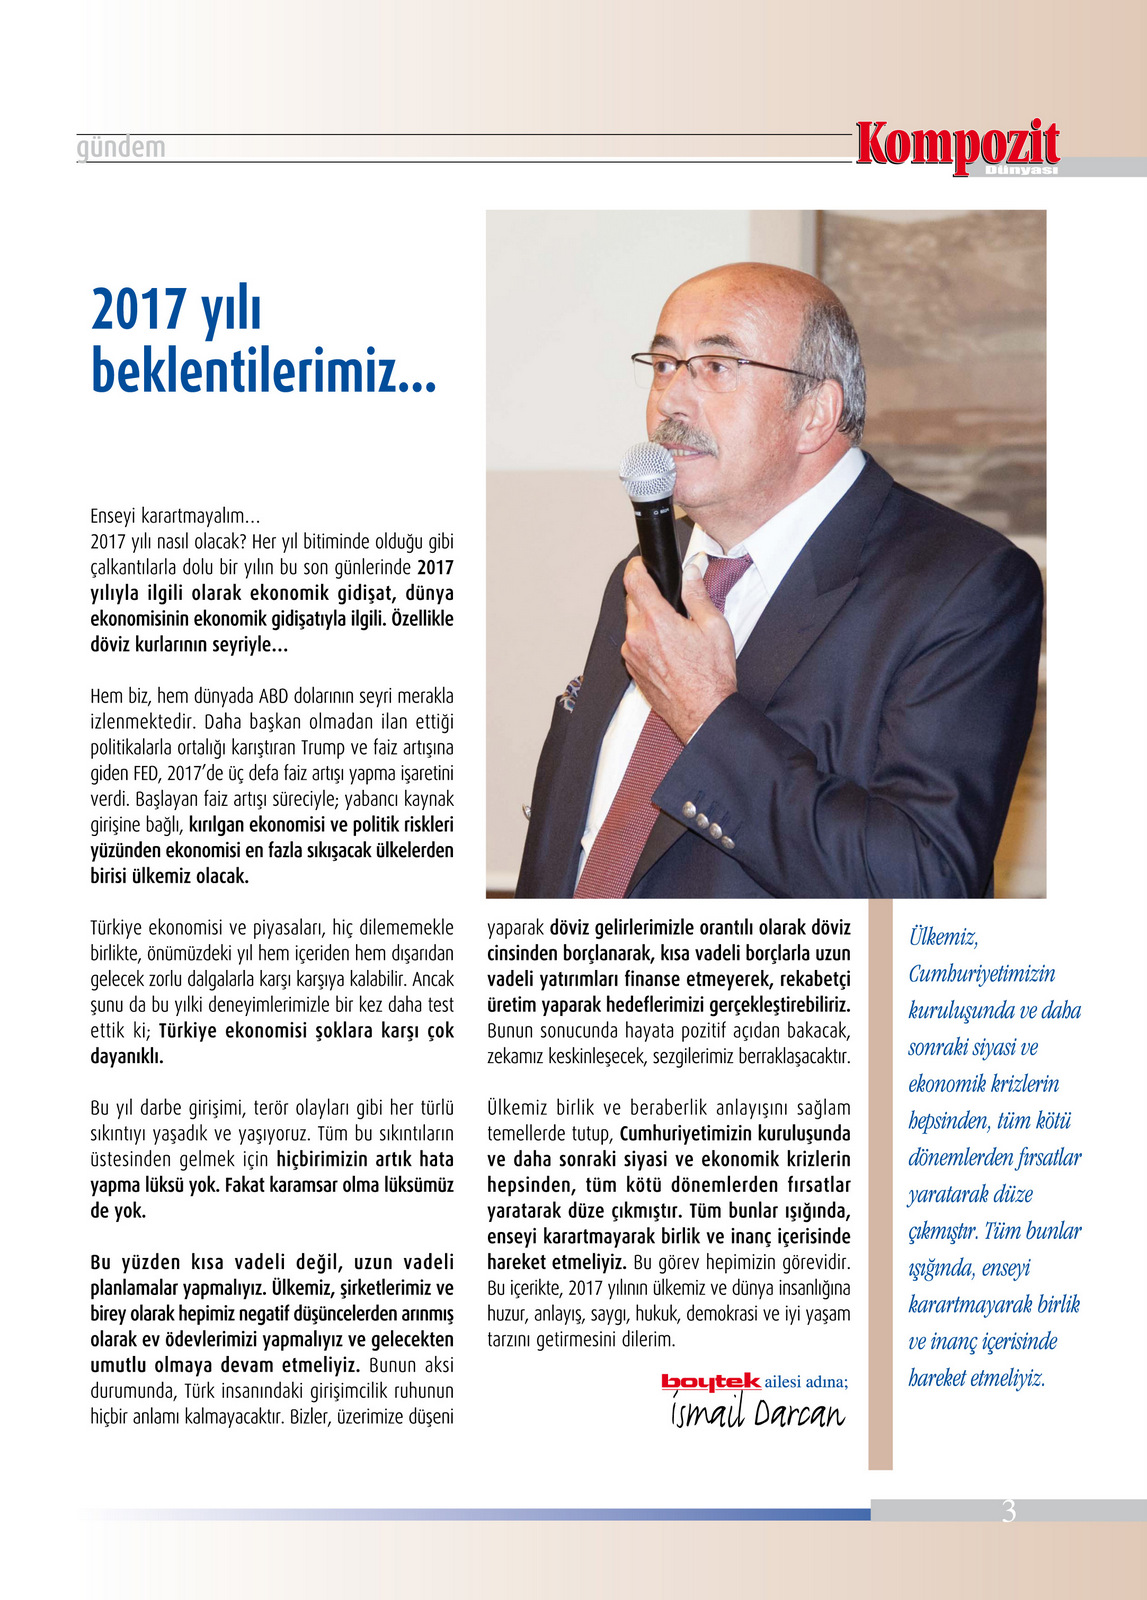 gündem
Kompozit
Dünyası
2017 yılı
beklentilerimiz...
Enseyi karartmayalım...
2017 yılı nasıl olacak? Her yıl bitiminde olduğu gibi
çalkantılarla dolu bir yılın bu son günlerinde 2017
yılıyla ilgili olarak ekonomik gidişat, dünya
ekonomisinin ekonomik gidişatıyla ilgili. Özellikle
döviz kurlarının seyriyle...
Hem biz, hem dünyada ABD dolarının seyri merakla
izlenmektedir. Daha başkan olmadan ilan ettiği
politikalarla ortalığı karıştıran Trump ve faiz artışına
giden FED, 2017'de üç defa faiz artışı yapma işaretini
verdi. Başlayan faiz artışı süreciyle; yabancı kaynak
girişine bağlı, kırılgan ekonomisi ve politik riskleri
yüzünden ekonomisi en fazla sıkışacak ülkelerden
birisi ülkemiz olacak.
Türkiye ekonomisi ve piyasaları, hiç dilememekle
birlikte, önümüzdeki yıl hem içeriden hem dışarıdan
gelecek zorlu dalgalarla karşı karşıya kalabilir. Ancak
şunu da bu yılki deneyimlerimizle bir kez daha test
ettik ki; Türkiye ekonomisi şoklara karşı çok
dayanıklı.
Bu yıl darbe girişimi, terör olayları gibi her türlü
sıkıntıyı yaşadık ve yaşıyoruz. Tüm bu sıkıntıların
üstesinden gelmek için hiçbirimizin artık hata
yapma lüksü yok. Fakat karamsar olma lüksümüz
de yok.
Bu yüzden kısa vadeli değil, uzun vadeli
planlamalar yapmalıyız. Ülkemiz, şirketlerimiz ve
birey olarak hepimiz negatif düşüncelerden arınmış
olarak ev ödevlerimizi yapmalıyız ve gelecekten
umutlu olmaya devam etmeliyiz. Bunun aksi
durumunda, Türk insanındaki girişimcilik ruhunun
hiçbir anlamı kalmayacaktır. Bizler, üzerimize düşeni
yaparak döviz gelirlerimizle orantılı olarak döviz
cinsinden borçlanarak, kısa vadeli borçlarla uzun
vadeli yatırımları finanse etmeyerek, rekabetçi
üretim yaparak hedeflerimizi gerçekleştirebiliriz.
Bunun sonucunda hayata pozitif açıdan bakacak,
zekamız keskinleşecek, sezgilerimiz berraklaşacaktır.
Ülkemiz birlik ve beraberlik anlayışını sağlam
temellerde tutup, Cumhuriyetimizin kuruluşunda
ve daha sonraki siyasi ve ekonomik krizlerin
hepsinden, tüm kötü dönemlerden fırsatlar
yaratarak düze çıkmıştır. Tüm bunlar ışığında,
enseyi karartmayarak birlik ve inanç içerisinde
hareket etmeliyiz. Bu görev hepimizin görevidir.
Bu içerikte, 2017 yılının ülkemiz ve dünya insanlığına
huzur, anlayış, saygı, hukuk, demokrasi ve iyi yaşam
tarzını getirmesini dilerim.
boytek ailesi adına;
ismail Darcan
Ülkemiz,
Cumhuriyetimizin
kuruluşunda ve daha
sonraki siyasi ve
ekonomik krizlerin
hepsinden, tüm kötü
dönemlerden fırsatlar
yaratarak düze
çıkmıştır. Tüm bunlar
ışığında, enseyi
karartmayarak birlik
ve inanç içerisinde
hareket etmeliyiz.
3